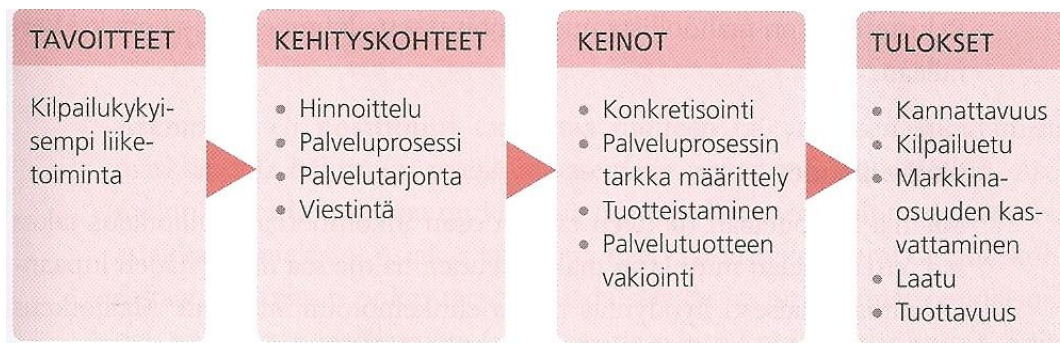 TAVOITTEET
Kilpailukykyi-
sempi liike-
toiminta
KEHITYSKOHTEET
• Hinnoittelu
• Palveluprosessi
• Palvelutarjonta
• Viestintä
KEINOT
• Konkretisointi
• Palveluprosessin
tarkka määrittely
• Tuotteistaminen
• Palvelutuotteen
vakiointi
TULOKSET
• Kannattavuus
• Kilpailuetu
• Markkina-
osuuden kas-
vattaminen
• Laatu
• Tuottavuus